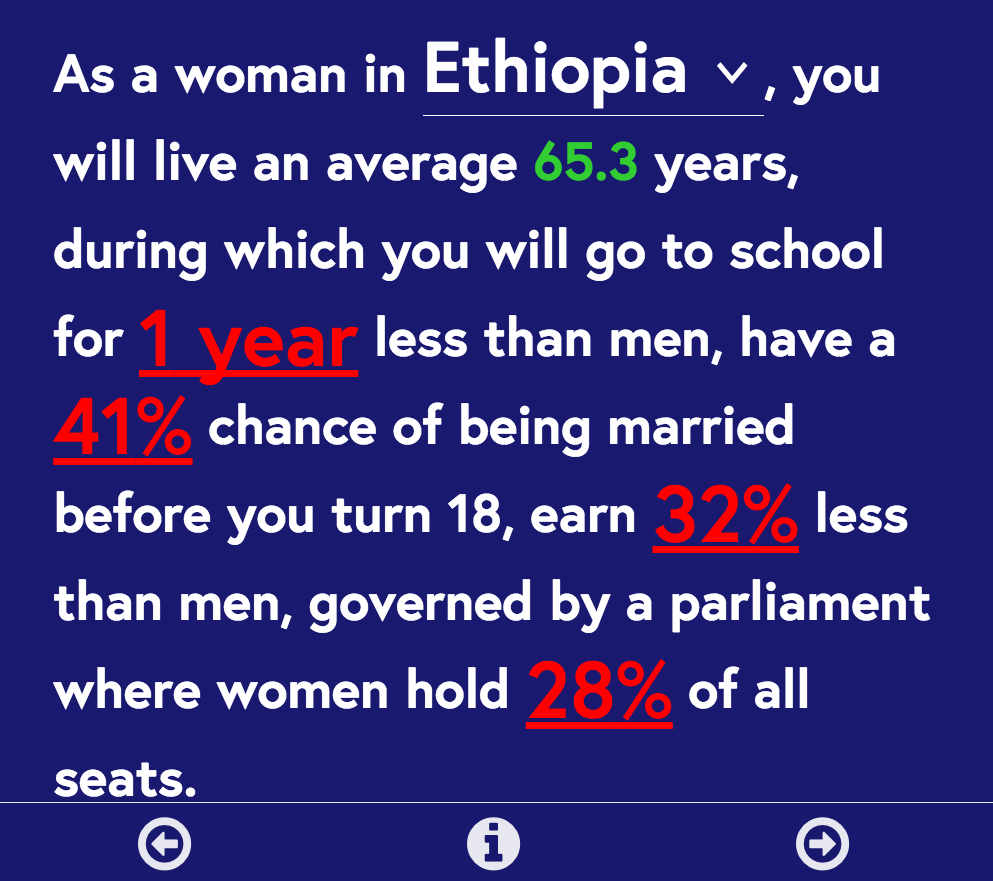 As a woman in Ethiopia, you
will live an average 65.3 years,
during which you will go to school
for 1 year less than men, have a
41% chance of being married
before you turn 18, earn 32% less
than men, governed by a parliament
where women hold 28% of all
seats.